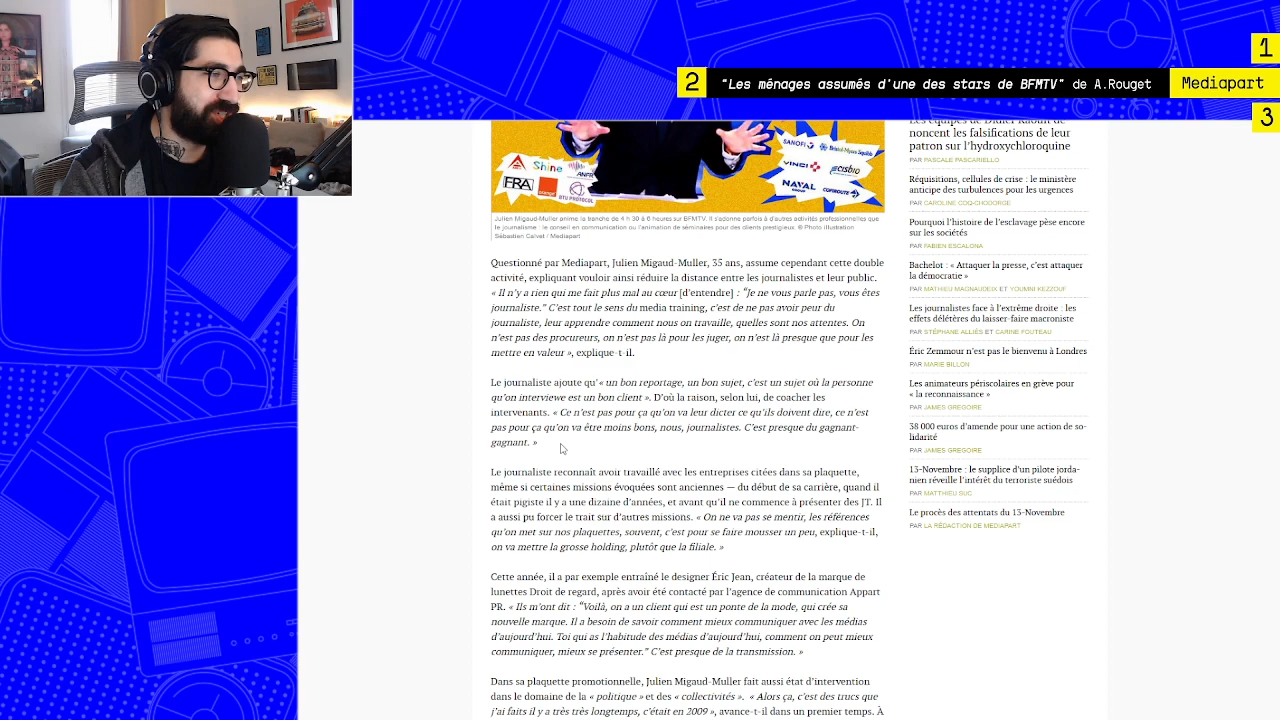 1
2 "Les ménages assumés d'une des stars de BFMTV" de A.Rouget Mediapart
3
Shine
ANFR
FRA
orange
BTU PROTOCOL
SANOFI
Bristol-Myers Squibb
VINCI
cisbio
NAVAL
GROUP
COFIROUTE
Julien Migaud-Muller anime la tranche de 4 h 30 à 6 heures sur BFMTV. Il s'adonne parfois à d'autres activités professionnelles que
le journalisme : le conseil en communication ou l'animation de séminaires pour des clients prestigieux. © Photo illustration
Sébastien Calvet / Mediapart
Questionné par Mediapart, Julien Migaud-Muller, 35 ans, assume cependant cette double
activité, expliquant vouloir ainsi réduire la distance entre les journalistes et leur public.
« Il n'y a rien qui me fait plus mal au cœur [d'entendre] : "Je ne vous parle pas, vous êtes
journaliste." C'est tout le sens du media training, c'est de ne pas avoir peur du
journaliste, leur apprendre comment nous on travaille, quelles sont nos attentes. On
n'est pas des procureurs, on n'est pas là pour les juger, on n'est là presque que pour les
mettre en valeur », explique-t-il.
Le journaliste ajoute qu'« un bon reportage, un bon sujet, c'est un sujet où la personne
qu'on interviewe est un bon client ». D'où la raison, selon lui, de coacher les
intervenants. « Ce n'est pas pour ça qu'on va leur dicter ce qu'ils doivent dire, ce n'est
pas pour ça qu'on va être moins bons, nous, journalistes. C'est presque du gagnant-
gagnant. »
Le journaliste reconnaît avoir travaillé avec les entreprises citées dans sa plaquette,
même si certaines missions évoquées sont anciennes — du début de sa carrière, quand il
était pigiste il y a une dizaine d'années, et avant qu'il ne commence à présenter des JT. Il
a aussi pu forcer le trait sur d'autres missions. « On ne va pas se mentir, les références
qu'on met sur nos plaquettes, souvent, c'est pour se faire mousser un peu, explique-t-il,
on va mettre la grosse holding, plutôt que la filiale. »
Cette année, il a par exemple entraîné le designer Éric Jean, créateur de la marque de
lunettes Droit de regard, après avoir été contacté par l'agence de communication Appart
PR. « Ils m'ont dit : "Voilà, on a un client qui est un ponte de la mode, qui crée sa
nouvelle marque. Il a besoin de savoir comment mieux communiquer avec les médias
d'aujourd'hui. Toi qui as l'habitude des médias d'aujourd'hui, comment on peut mieux
communiquer, mieux se présenter." C'est presque de la transmission. »
Dans sa plaquette promotionnelle, Julien Migaud-Muller fait aussi état d'intervention
dans le domaine de la « politique » et des « collectivités ». « Alors ça, c'est des trucs que
j'ai faits il y a très très longtemps, c'était en 2009 », avance-t-il dans un premier temps. À
Les équipes de Didier Raoult dé-
noncent les falsifications de leur
patron sur l'hydroxychloroquine
PAR PASCALE PASCARIELLO
Réquisitions, cellules de crise : le ministère
anticipe des turbulences pour les urgences
PAR CAROLINE COQ-CHODORGE
Pourquoi l'histoire de l'esclavage pèse encore
sur les sociétés
PAR FABIEN ESCALONA
Bachelot : « Attaquer la presse, c'est attaquer
la démocratie »
PAR MATHIEU MAGNAUDEIX ET YOUMNI KEZZOUF
Les journalistes face à l'extrême droite : les
effets délétères du laisser-faire macroniste
PAR STÉPHANE ALLIÈS ET CARINE FOUTEAU
Éric Zemmour n'est pas le bienvenu à Londres
PAR MARIE BILLON
Les animateurs périscolaires en grève pour
« la reconnaissance »
PAR JAMES GREGOIRE
38 000 euros d'amende pour une action de so-
lidarité
PAR JAMES GREGOIRE
13-Novembre : le supplice d'un pilote jorda-
nien réveille l'intérêt du terroriste suédois
PAR MATTHIEU SUC
Le procès des attentats du 13-Novembre
PAR LA RÉDACTION DE MEDIAPART